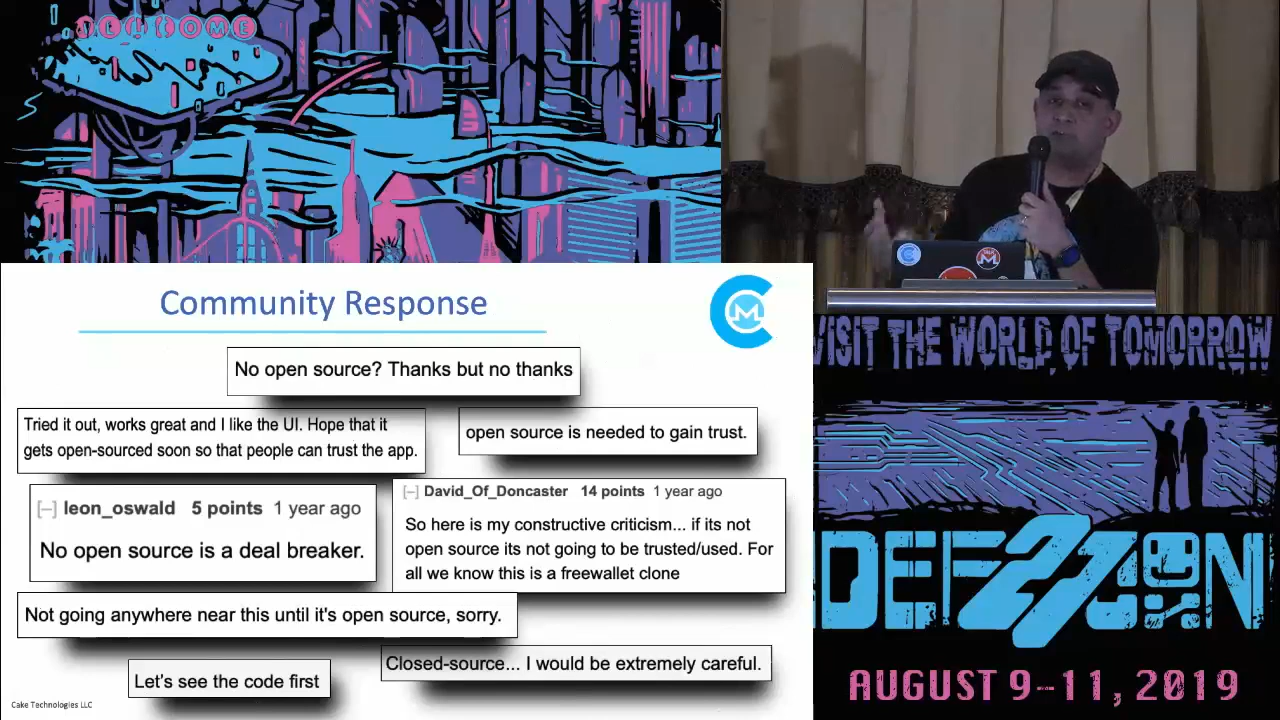 WELCOME
Community Response
No open source? Thanks but no thanks
Tried it out, works great and I like the UI. Hope that it
gets open-sourced soon so that people can trust the app.
open source is needed to gain trust.
[–] leon_oswald 5 points 1 year ago
No open source is a deal breaker.
[–] David_Of_Doncaster 14 points 1 year ago
So here is my constructive criticism... if its not
open source its not going to be trusted/used. For
all we know this is a freewallet clone
Not going anywhere near this until it's open source, sorry.
Closed-source... I would be extremely careful.
Let's see the code first
Cake Technologies LLC
VISIT THE WORLD OF TOMORROW
DEF CON
27
AUGUST 9–11, 2019